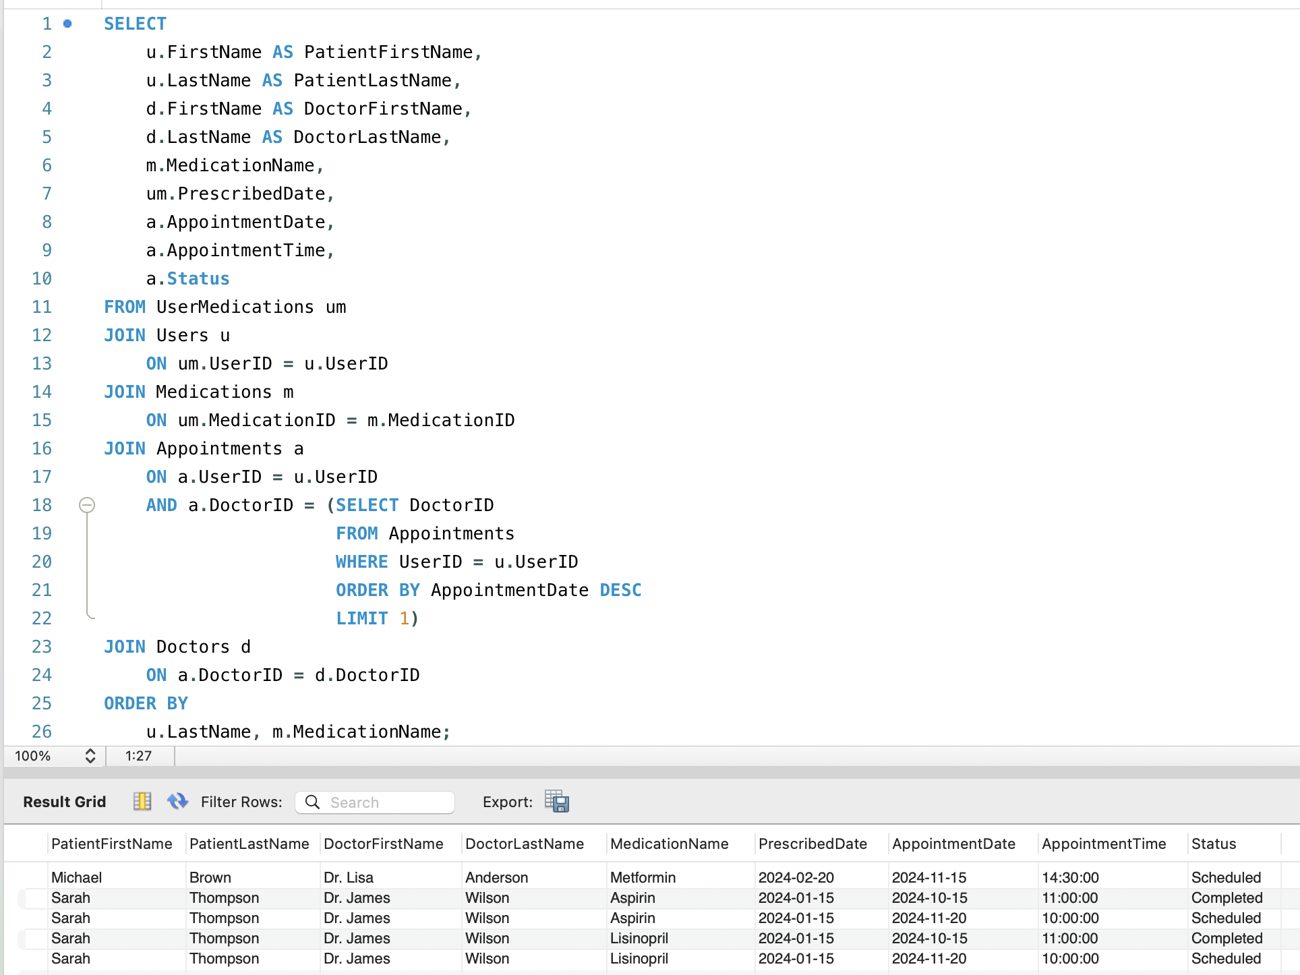 1 SELECT
2 u.FirstName AS PatientFirstName,
3 u.LastName AS PatientLastName,
4 d.FirstName AS DoctorFirstName,
5 d.LastName AS DoctorLastName,
6 m.MedicationName,
7 um.PrescribedDate,
8 a.AppointmentDate,
9 a.AppointmentTime,
10 a.Status
11 FROM UserMedications um
12 JOIN Users u
13 ON um.UserID = u.UserID
14 JOIN Medications m
15 ON um.MedicationID = m.MedicationID
16 JOIN Appointments a
17 ON a.UserID = u.UserID
18 AND a.DoctorID = (SELECT DoctorID
19 FROM Appointments
20 WHERE UserID = u.UserID
21 ORDER BY AppointmentDate DESC
22 LIMIT 1)
23 JOIN Doctors d
24 ON a.DoctorID = d.DoctorID
25 ORDER BY
26 u.LastName, m.MedicationName;
100% 1:27
Result Grid Filter Rows: Search Export:
PatientFirstName PatientLastName DoctorFirstName DoctorLastName MedicationName PrescribedDate AppointmentDate AppointmentTime Status
Michael Brown Dr. Lisa Anderson Metformin 2024-02-20 2024-11-15 14:30:00 Scheduled
Sarah Thompson Dr. James Wilson Aspirin 2024-01-15 2024-10-15 11:00:00 Completed
Sarah Thompson Dr. James Wilson Aspirin 2024-01-15 2024-11-20 10:00:00 Scheduled
Sarah Thompson Dr. James Wilson Lisinopril 2024-01-15 2024-10-15 11:00:00 Completed
Sarah Thompson Dr. James Wilson Lisinopril 2024-01-15 2024-11-20 10:00:00 Scheduled